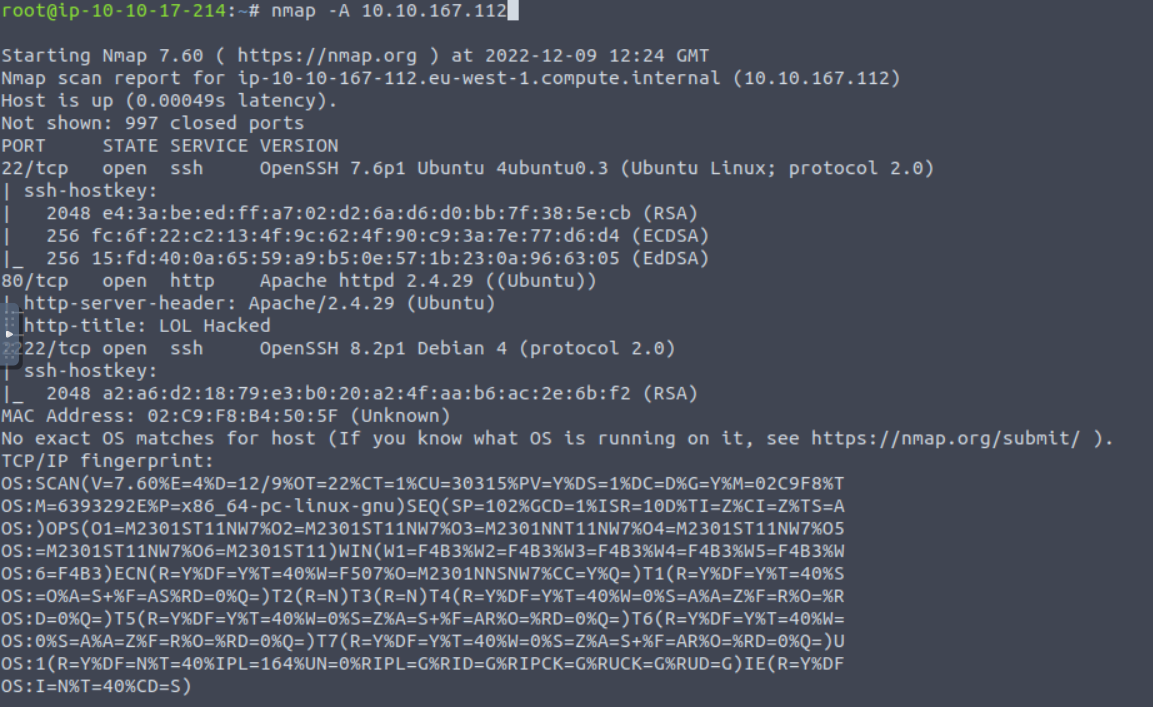 root@ip-10-10-17-214:~# nmap -A 10.10.167.112
Starting Nmap 7.60 ( https://nmap.org ) at 2022-12-09 12:24 GMT
Nmap scan report for ip-10-10-167-112.eu-west-1.compute.internal (10.10.167.112)
Host is up (0.00049s latency).
Not shown: 997 closed ports
PORT     STATE SERVICE VERSION
22/tcp   open  ssh     OpenSSH 7.6p1 Ubuntu 4ubuntu0.3 (Ubuntu Linux; protocol 2.0)
| ssh-hostkey:
|   2048 e4:3a:be:ed:ff:a7:02:d2:6a:d6:d0:bb:7f:38:5e:cb (RSA)
|   256 fc:6f:22:c2:13:4f:9c:62:4f:90:c9:3a:7e:77:d6:d4 (ECDSA)
|_  256 15:fd:40:0a:65:59:a9:b5:0e:57:1b:23:0a:96:63:05 (EdDSA)
80/tcp   open  http    Apache httpd 2.4.29 ((Ubuntu))
| http-server-header: Apache/2.4.29 (Ubuntu)
http-title: LOL Hacked
2222/tcp open  ssh     OpenSSH 8.2p1 Debian 4 (protocol 2.0)
| ssh-hostkey:
|_  2048 a2:a6:d2:18:79:e3:b0:20:a2:4f:aa:b6:ac:2e:6b:f2 (RSA)
MAC Address: 02:C9:F8:B4:50:5F (Unknown)
No exact OS matches for host (If you know what OS is running on it, see https://nmap.org/submit/ ).
TCP/IP fingerprint:
OS:SCAN(V=7.60%E=4%D=12/9%OT=22%CT=1%CU=30315%PV=Y%DS=1%DC=D%G=Y%M=02C9F8%T
OS:M=6393292E%P=x86_64-pc-linux-gnu)SEQ(SP=102%GCD=1%ISR=10D%TI=Z%CI=Z%TS=A
OS:)OPS(O1=M2301ST11NW7%O2=M2301ST11NW7%O3=M2301NNT11NW7%O4=M2301ST11NW7%O5
OS:=M2301ST11NW7%O6=M2301ST11)WIN(W1=F4B3%W2=F4B3%W3=F4B3%W4=F4B3%W5=F4B3%W
OS:6=F4B3)ECN(R=Y%DF=Y%T=40%W=F507%O=M2301NNSNW7%CC=Y%Q=)T1(R=Y%DF=Y%T=40%S
OS:=O%A=S+%F=AS%RD=0%Q=)T2(R=N)T3(R=N)T4(R=Y%DF=Y%T=40%W=0%S=A%A=Z%F=R%O=%R
OS:D=0%Q=)T5(R=Y%DF=Y%T=40%W=0%S=Z%A=S+%F=AR%O=%RD=0%Q=)T6(R=Y%DF=Y%T=40%W=
OS:0%S=A%A=Z%F=R%O=%RD=0%Q=)T7(R=Y%DF=Y%T=40%W=0%S=Z%A=S+%F=AR%O=%RD=0%Q=)U
OS:1(R=Y%DF=N%T=40%IPL=164%UN=0%RIPL=G%RID=G%RIPCK=G%RUCK=G%RUD=G)IE(R=Y%DF
OS:I=N%T=40%CD=S)